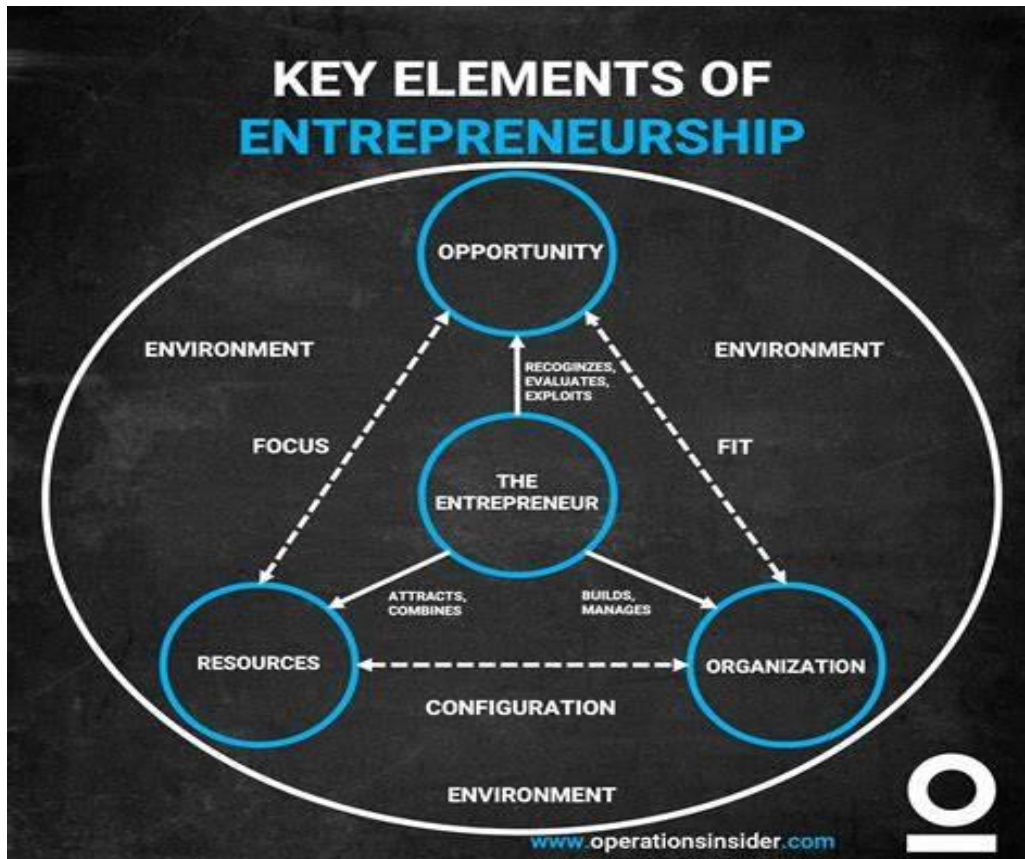 KEY ELEMENTS OF
ENTREPRENEURSHIP
OPPORTUNITY
ENVIRONMENT
ENVIRONMENT
RECOGINZES,
EVALUATES,
EXPLOITS
FOCUS
FIT
THE
ENTREPRENEUR
ATTRACTS,
COMBINES
BUILDS,
MANAGES
RESOURCES
ORGANIZATION
CONFIGURATION
ENVIRONMENT
www.operationsinsider.com